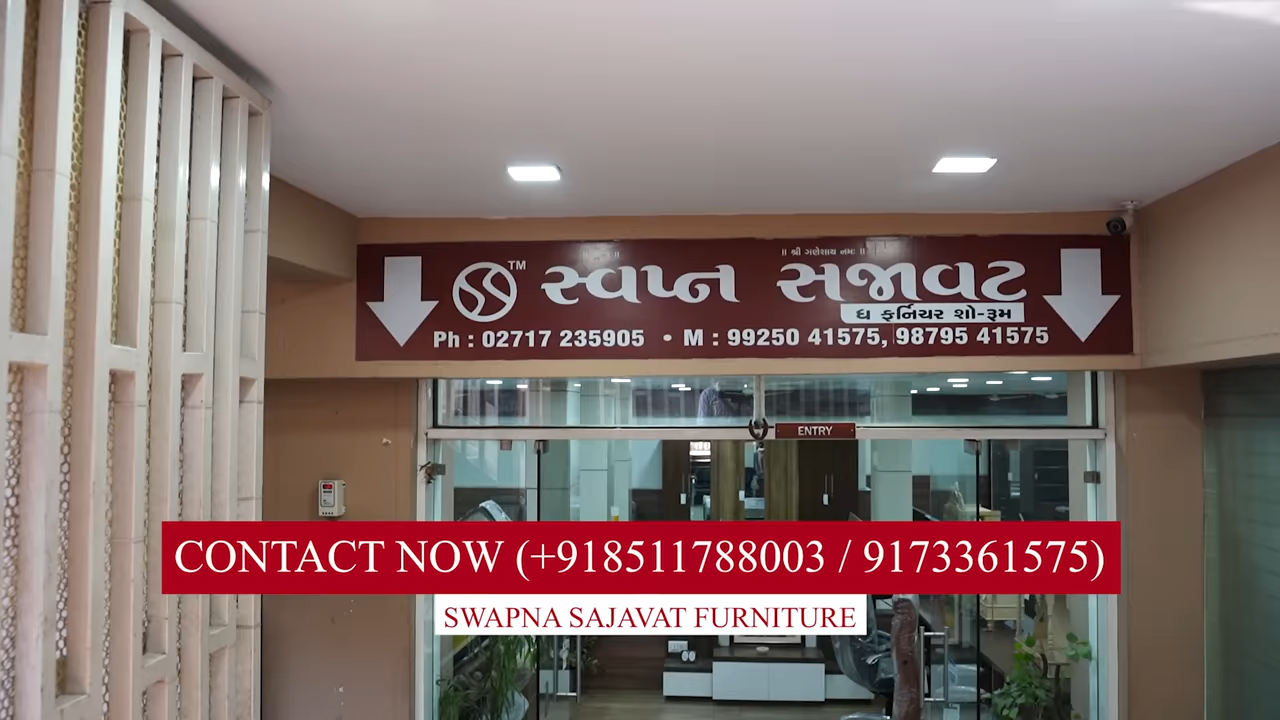 ॥ શ્રી ગણેશાય નમઃ ॥
TM
સ્વપ્ન સજાવટ
ધ ફર્નિચર શો-રૂમ
Ph : 02717 235905 • M : 99250 41575, 98795 41575
ENTRY
CONTACT NOW (+918511788003 / 9173361575)
SWAPNA SAJAVAT FURNITURE